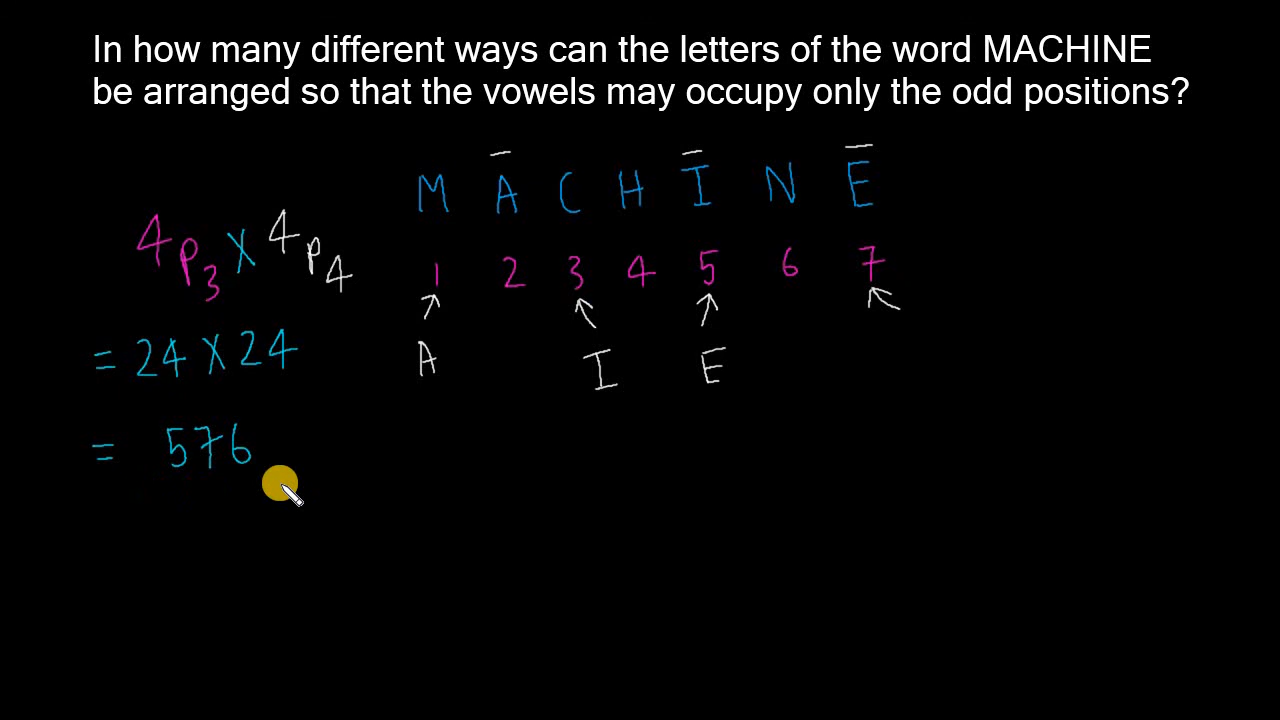 In how many different ways can the letters of the word MACHINE
be arranged so that the vowels may occupy only the odd positions?
M A C H I N E
4P3 X 4P4
1 2 3 4 5 6 7
= 24 X 24
A I E
= 576